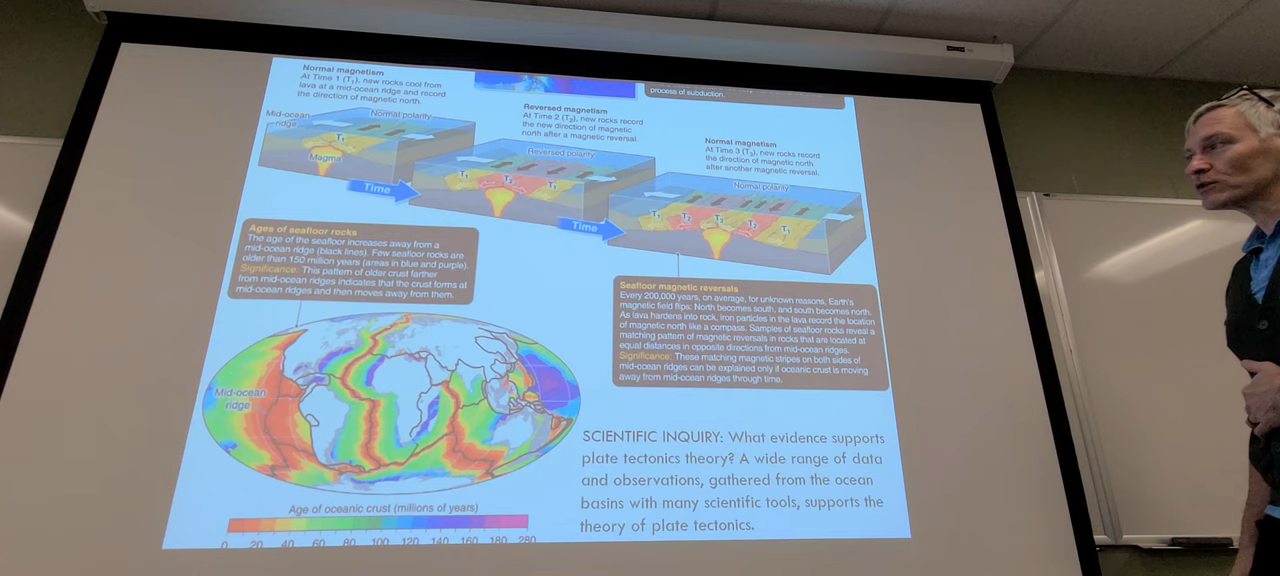 Normal magnetism
At Time 1 (T₁), new rocks cool from
lava at a mid-ocean ridge and record
the direction of magnetic north.
process of subduction.
Reversed magnetism
At Time 2 (T₂), new rocks record
the new direction of magnetic
north after a magnetic reversal.
Normal magnetism
At Time 3 (T₃), new rocks record
the direction of magnetic north
after another magnetic reversal.
Mid-ocean
ridge
Normal polarity
T₁
Magma
Time
Reversed polarity
T₁
T₂
T₁
Time
Normal polarity
T₁
T₂
T₃
T₂
T₁
Ages of seafloor rocks
The age of the seafloor increases away from a
mid-ocean ridge (black lines). Few seafloor rocks are
older than 150 million years (areas in blue and purple).
Significance: This pattern of older crust farther
from mid-ocean ridges indicates that the crust forms at
mid-ocean ridges and then moves away from them.
Seafloor magnetic reversals
Every 200,000 years, on average, for unknown reasons, Earth's
magnetic field flips: North becomes south, and south becomes north.
As lava hardens into rock, iron particles in the lava record the location
of magnetic north like a compass. Samples of seafloor rocks reveal a
matching pattern of magnetic reversals in rocks that are located at
equal distances in opposite directions from mid-ocean ridges.
Significance: These matching magnetic stripes on both sides of
mid-ocean ridges can be explained only if oceanic crust is moving
away from mid-ocean ridges through time.
Mid-ocean
ridge
SCIENTIFIC INQUIRY: What evidence supports
plate tectonics theory? A wide range of data
and observations, gathered from the ocean
basins with many scientific tools, supports the
theory of plate tectonics.
Age of oceanic crust (millions of years)
0 20 40 60 80 100 120 140 160 180 280